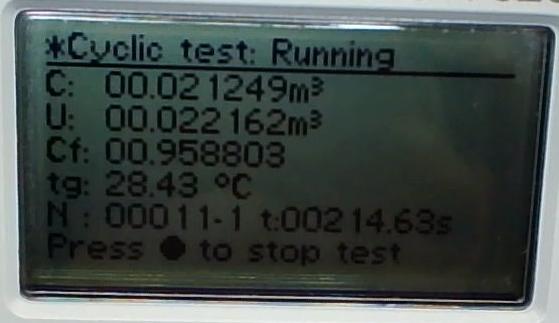 *Cyclic test: Running
C: 00.021249m³
U: 00.022162m³
Cf: 00.958803
tg: 28.43 °C
N : 00011-1 t:00214.63s
Press ● to stop test